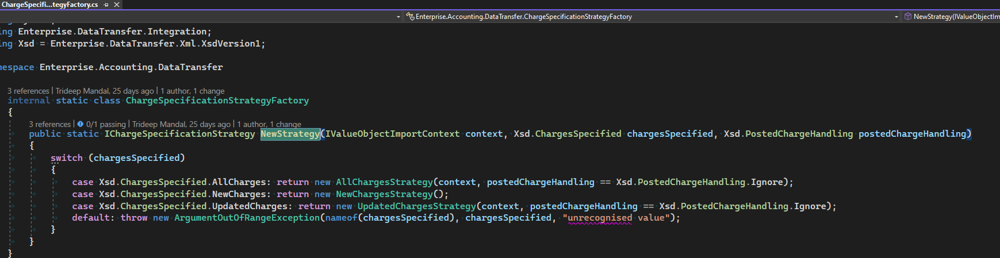 ChargeSpecifi...tegyFactory.cs
Enterprise.Accounting.DataTransfer.ChargeSpecificationStrategyFactory
NewStrategy(IValueObjectIm
ing Enterprise.DataTransfer.Integration;
ing Xsd = Enterprise.DataTransfer.Xml.XsdVersion1;
mespace Enterprise.Accounting.DataTransfer
3 references | Trideep Mandal, 25 days ago | 1 author, 1 change
internal static class ChargeSpecificationStrategyFactory
{
3 references | 0/1 passing | Trideep Mandal, 25 days ago | 1 author, 1 change
public static IChargeSpecificationStrategy NewStrategy(IValueObjectImportContext context, Xsd.ChargesSpecified chargesSpecified, Xsd.PostedChargeHandling postedChargeHandling)
{
switch (chargesSpecified)
{
case Xsd.ChargesSpecified.AllCharges: return new AllChargesStrategy(context, postedChargeHandling == Xsd.PostedChargeHandling.Ignore);
case Xsd.ChargesSpecified.NewCharges: return new NewChargesStrategy();
case Xsd.ChargesSpecified.UpdatedCharges: return new UpdatedChargesStrategy(context, postedChargeHandling == Xsd.PostedChargeHandling.Ignore);
default: throw new ArgumentOutOfRangeException(nameof(chargesSpecified), chargesSpecified, "unrecognised value");
}
}
}